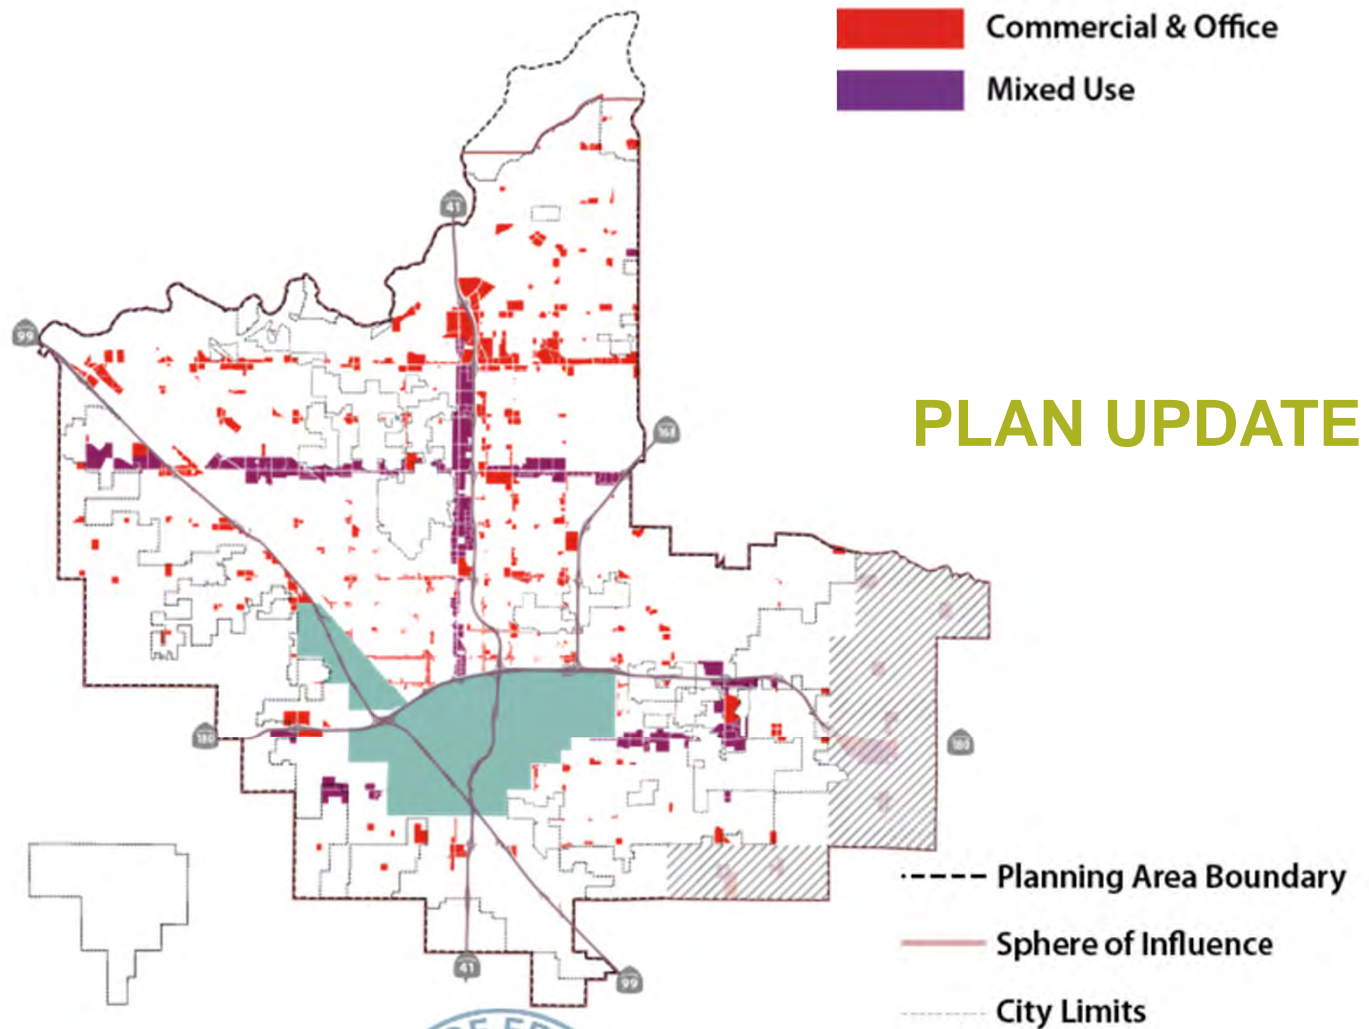 Commercial & Office
Mixed Use
41
99
PLAN UPDATE
168
180
180
Planning Area Boundary
Sphere of Influence
41
99
City Limits